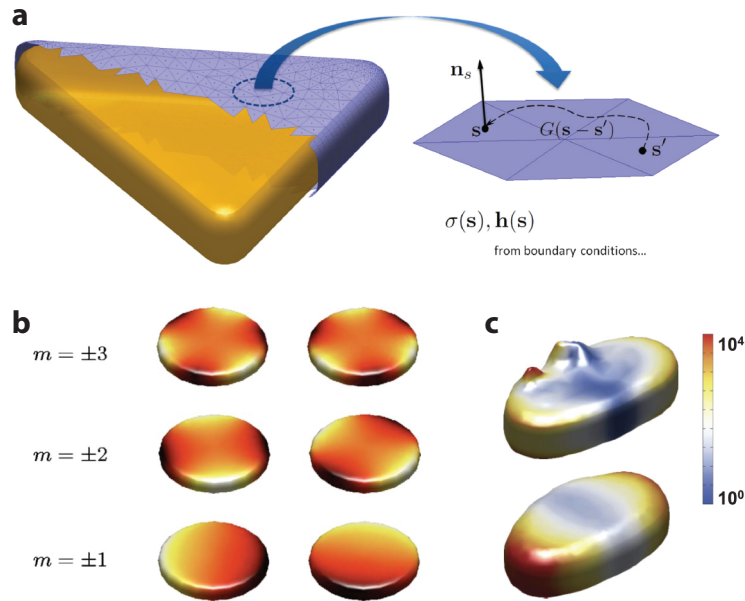 a
n_s
s
G(s − s′)
s′
σ(s), h(s)
from boundary conditions...
b
c
m = ±3
10^4
m = ±2
10^0
m = ±1